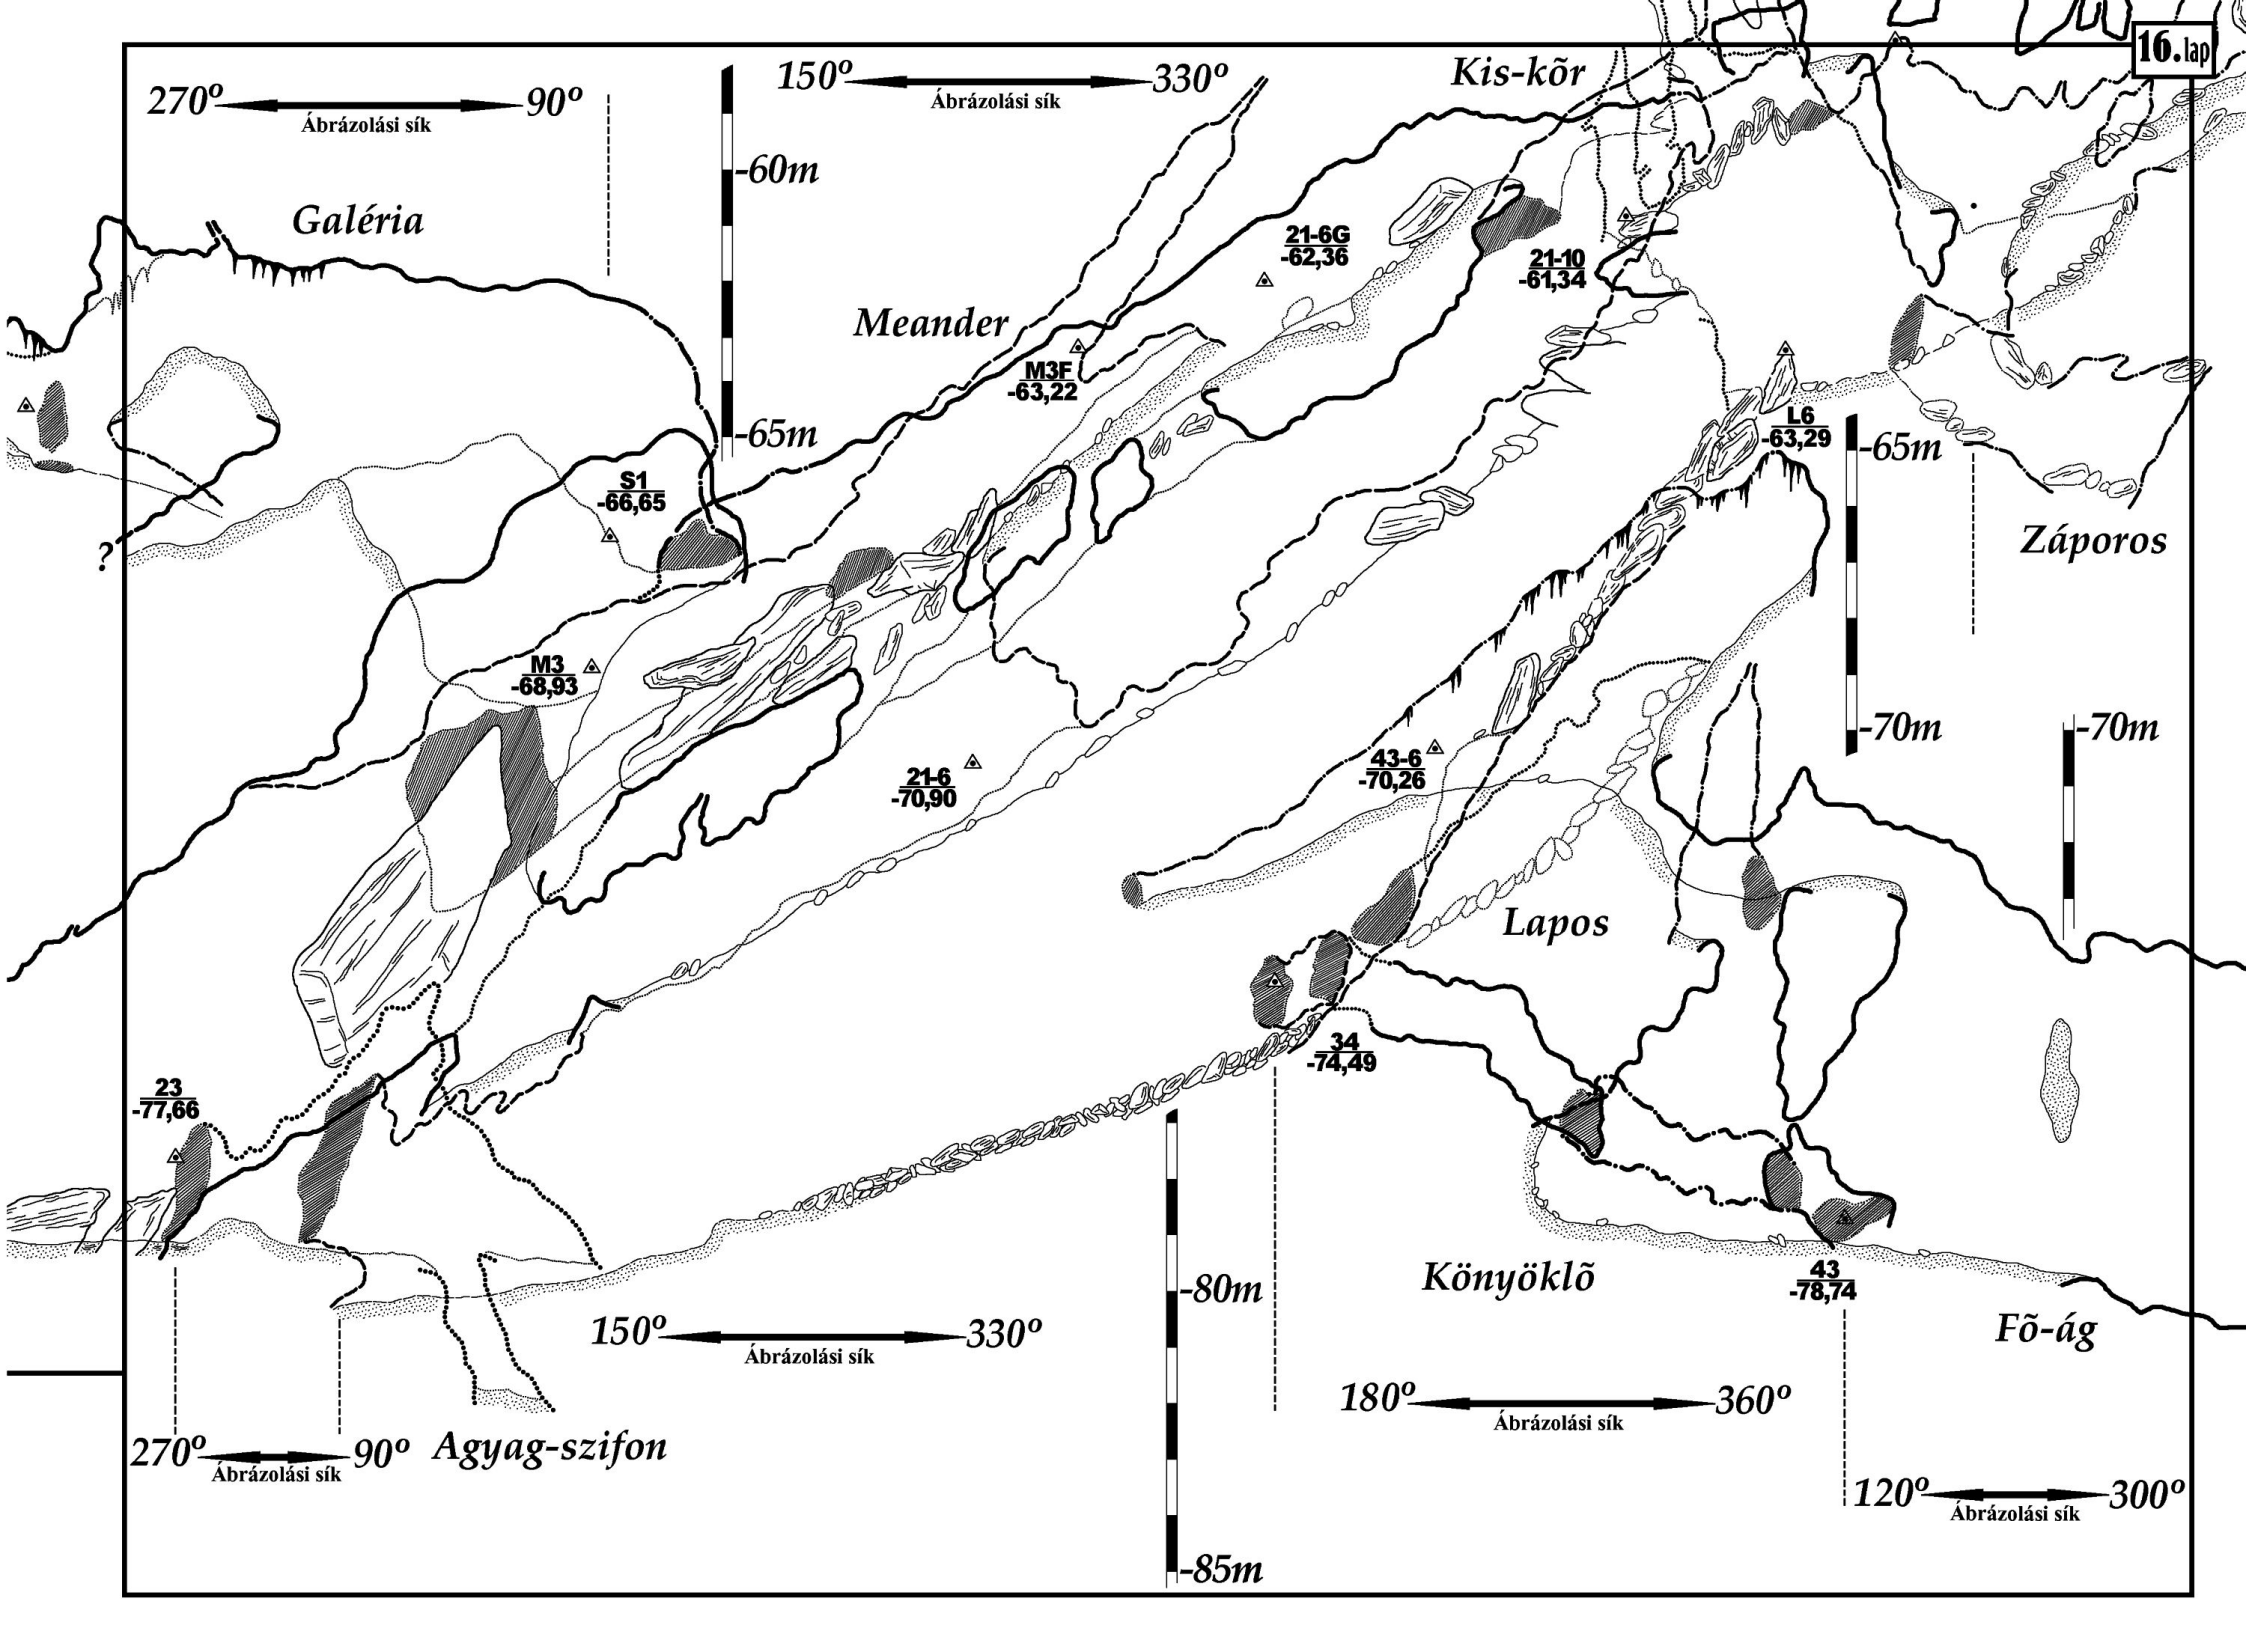 16.lap
150º 330º
Ábrázolási sík
Kis-kõr
270º 90º
Ábrázolási sík
-60m
Galéria
21-6G
-62,36
21-10
-61,34
Meander
M3F
-63,22
L6
-63,29
-65m
-65m
S1
-66,65
Záporos
?
M3
-68,93
-70m
-70m
43-6
-70,26
21-6
-70,90
Lapos
34
-74,49
23
-77,66
Könyöklõ
43
-78,74
-80m
Fõ-ág
150º 330º
Ábrázolási sík
180º 360º
Ábrázolási sík
270º 90º
Ábrázolási sík
Agyag-szifon
120º 300º
Ábrázolási sík
-85m